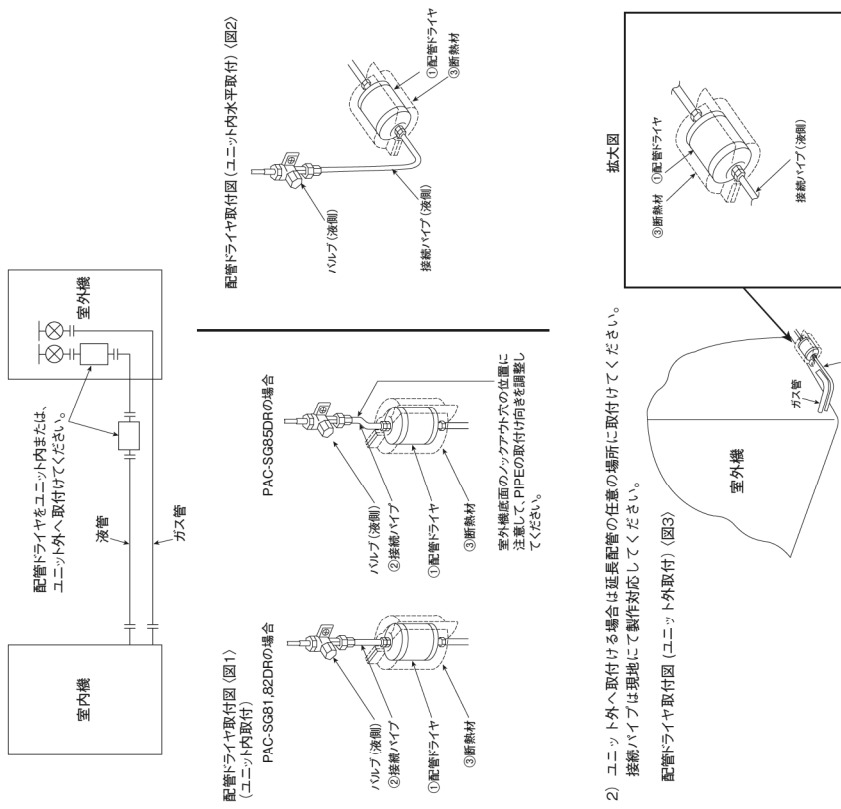 室内機
室外機
配管ドライヤをユニット内または、
ユニット外へ取付けてください。
液管
ガス管
配管ドライヤ取付図〈図1〉
(ユニット内取付)
PAC-SG81,82DRの場合
バルブ(液側)
②接続パイプ
①配管ドライヤ
③断熱材
PAC-SG85DRの場合
バルブ(液側)
②接続パイプ
①配管ドライヤ
③断熱材
室外機底面のノックアウト穴の位置に
注意して、PIPEの取付け向きを調整し
てください。
配管ドライヤ取付図(ユニット内水平取付)〈図2〉
バルブ(液側)
接続パイプ(液側)
①配管ドライヤ
③断熱材
2) ユニット外へ取付ける場合は延長配管の任意の場所に取付けてください。
接続パイプは現地にて製作対応してください。
配管ドライヤ取付図(ユニット外取付)〈図3〉
室外機
ガス管
拡大図
③断熱材
①配管ドライヤ
接続パイプ(液側)